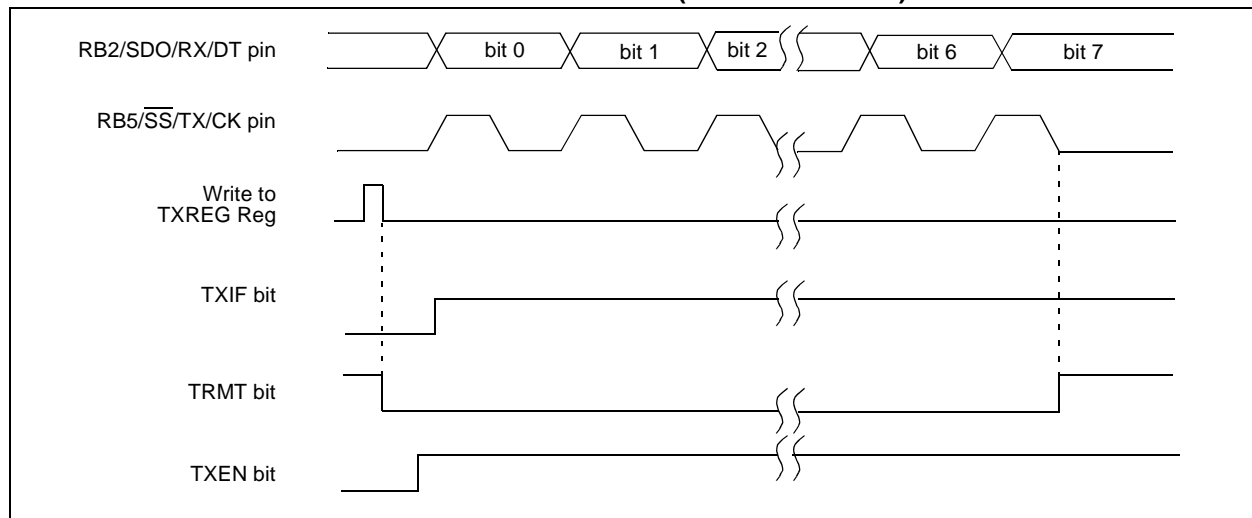 RB2/SDO/RX/DT pin
bit 0
bit 1
bit 2
bit 6
bit 7
RB5/SS/TX/CK pin
Write to
TXREG Reg
TXIF bit
TRMT bit
TXEN bit